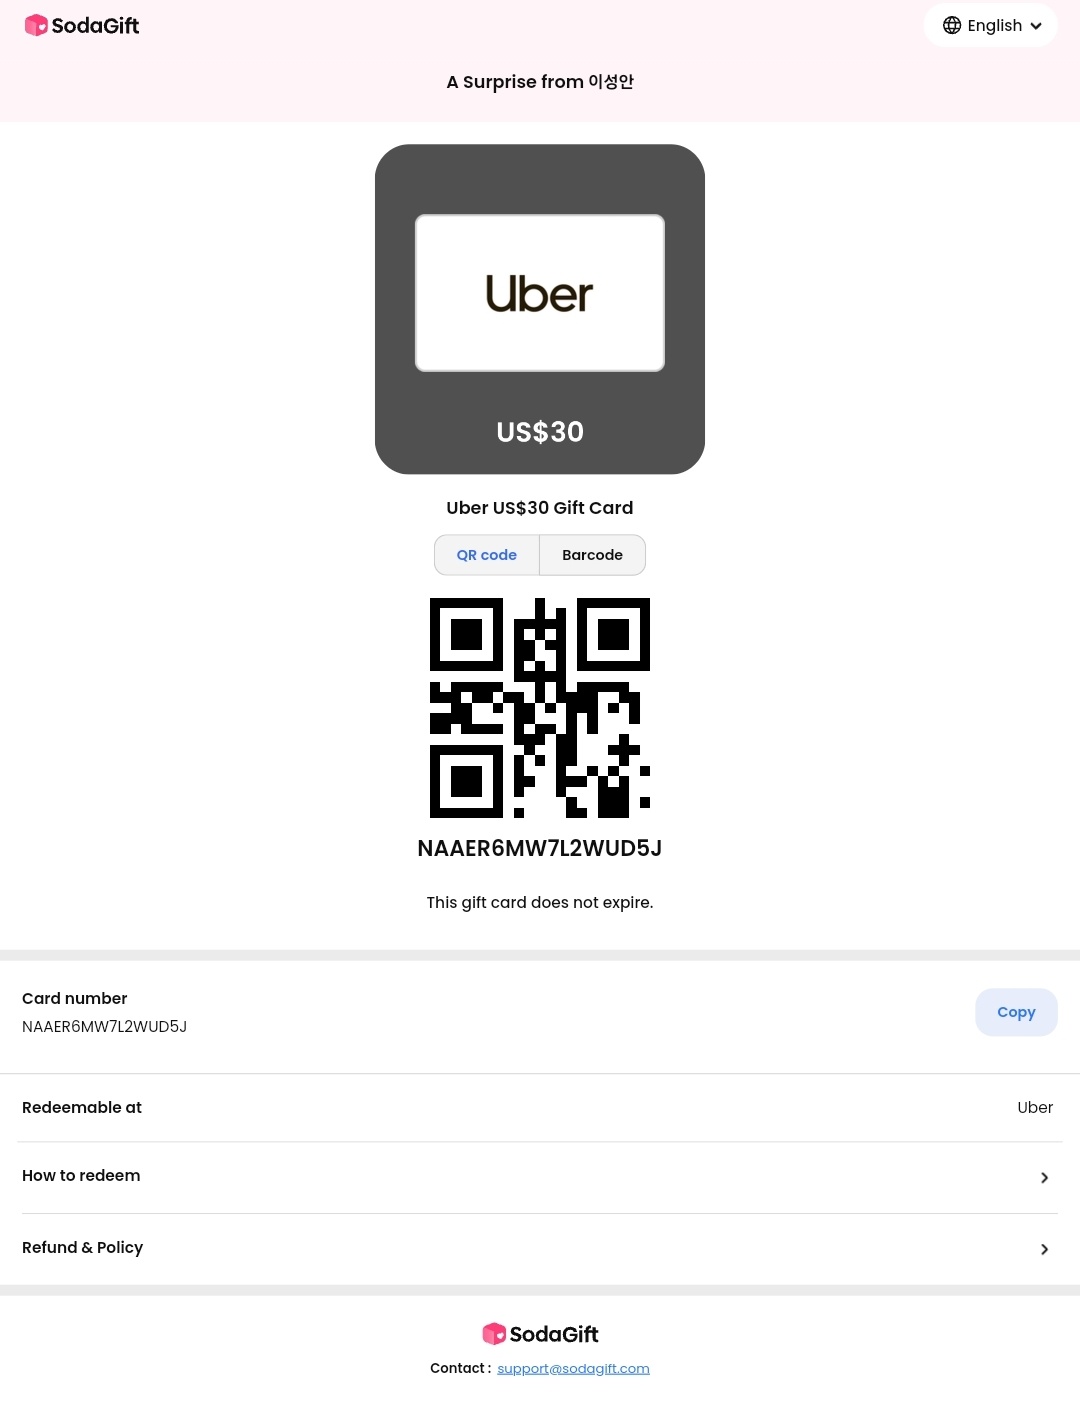 SodaGift
English
A Surprise from 이성안
Uber
US$30
Uber US$30 Gift Card
QR code
Barcode
NAAER6MW7L2WUD5J
This gift card does not expire.
Card number
NAAER6MW7L2WUD5J
Copy
Redeemable at
Uber
How to redeem
Refund & Policy
SodaGift
Contact : support@sodagift.com